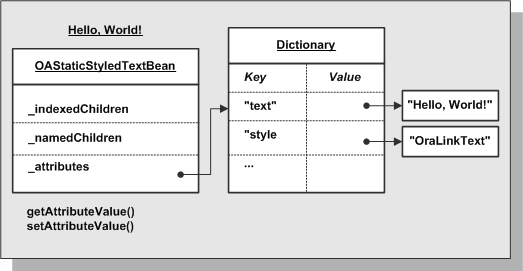 Hello, World!
OAStaticStyledTextBean
_indexedChildren
_namedChildren
_attributes
getAttributeValue()
setAttributeValue()
Dictionary
Key Value
"text"
"style
...
"Hello, World!"
"OraLinkText"